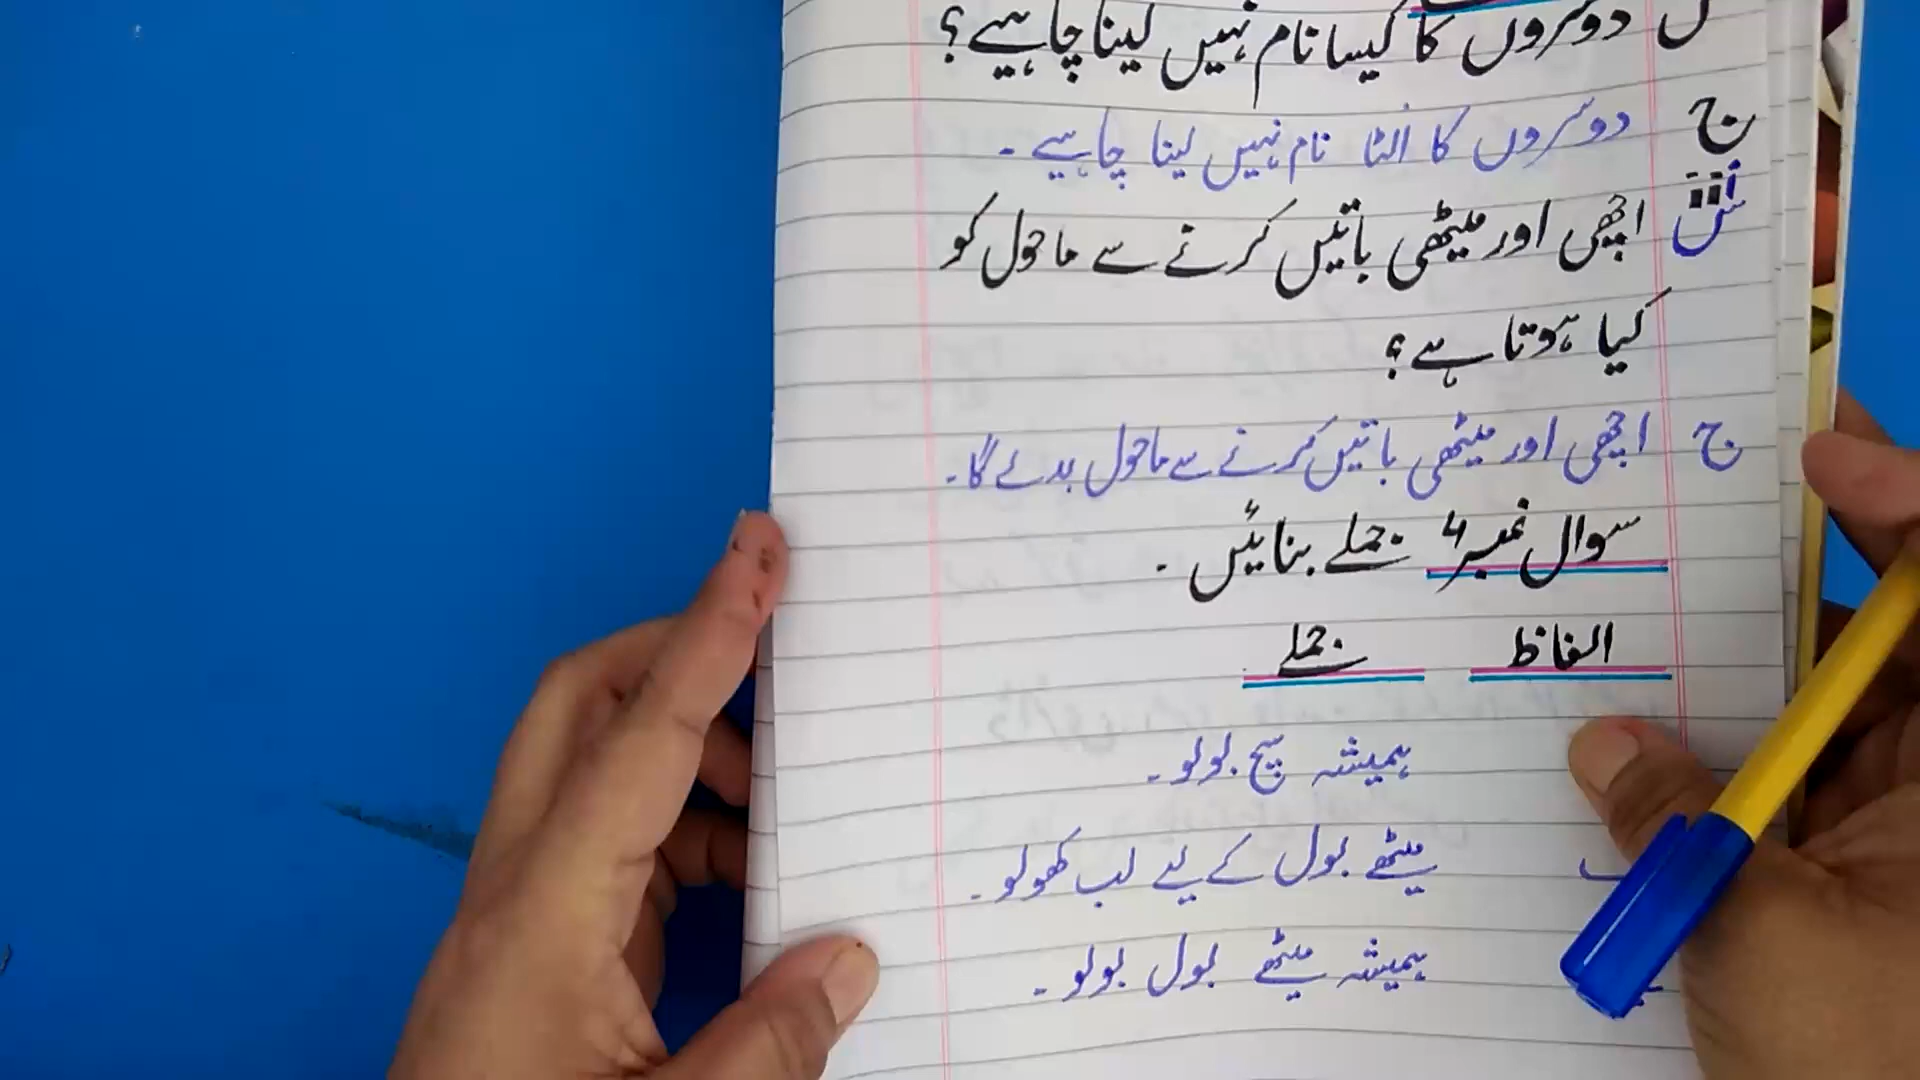 س دوسروں کا کیسا نام نہیں لینا چاہیے؟
ج دوسروں کا اُلٹا نام نہیں لینا چاہیے ۔
س اچھی اور میٹھی باتیں کرنے سے ماحول کو
کیا ہوتا ہے؟
ج اچھی اور میٹھی باتیں کرنے سے ماحول بدلے گا۔
سوال نمبر 4 جملے بنائیں ۔
الفاظ جملے
ہمیشہ سچ بولو۔
میٹھے بول کے لیے لب کھولو۔
ہمیشہ میٹھے بول بولو ۔